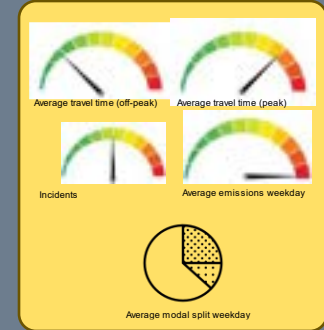 Average travel time (off-peak)
Average travel time (peak)
Incidents
Average emissions weekday
Average modal split weekday